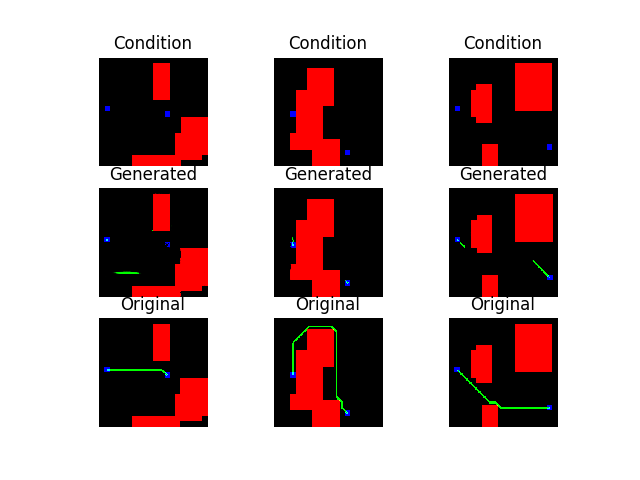 Condition Condition Condition
Generated Generated Generated
Original Original Original